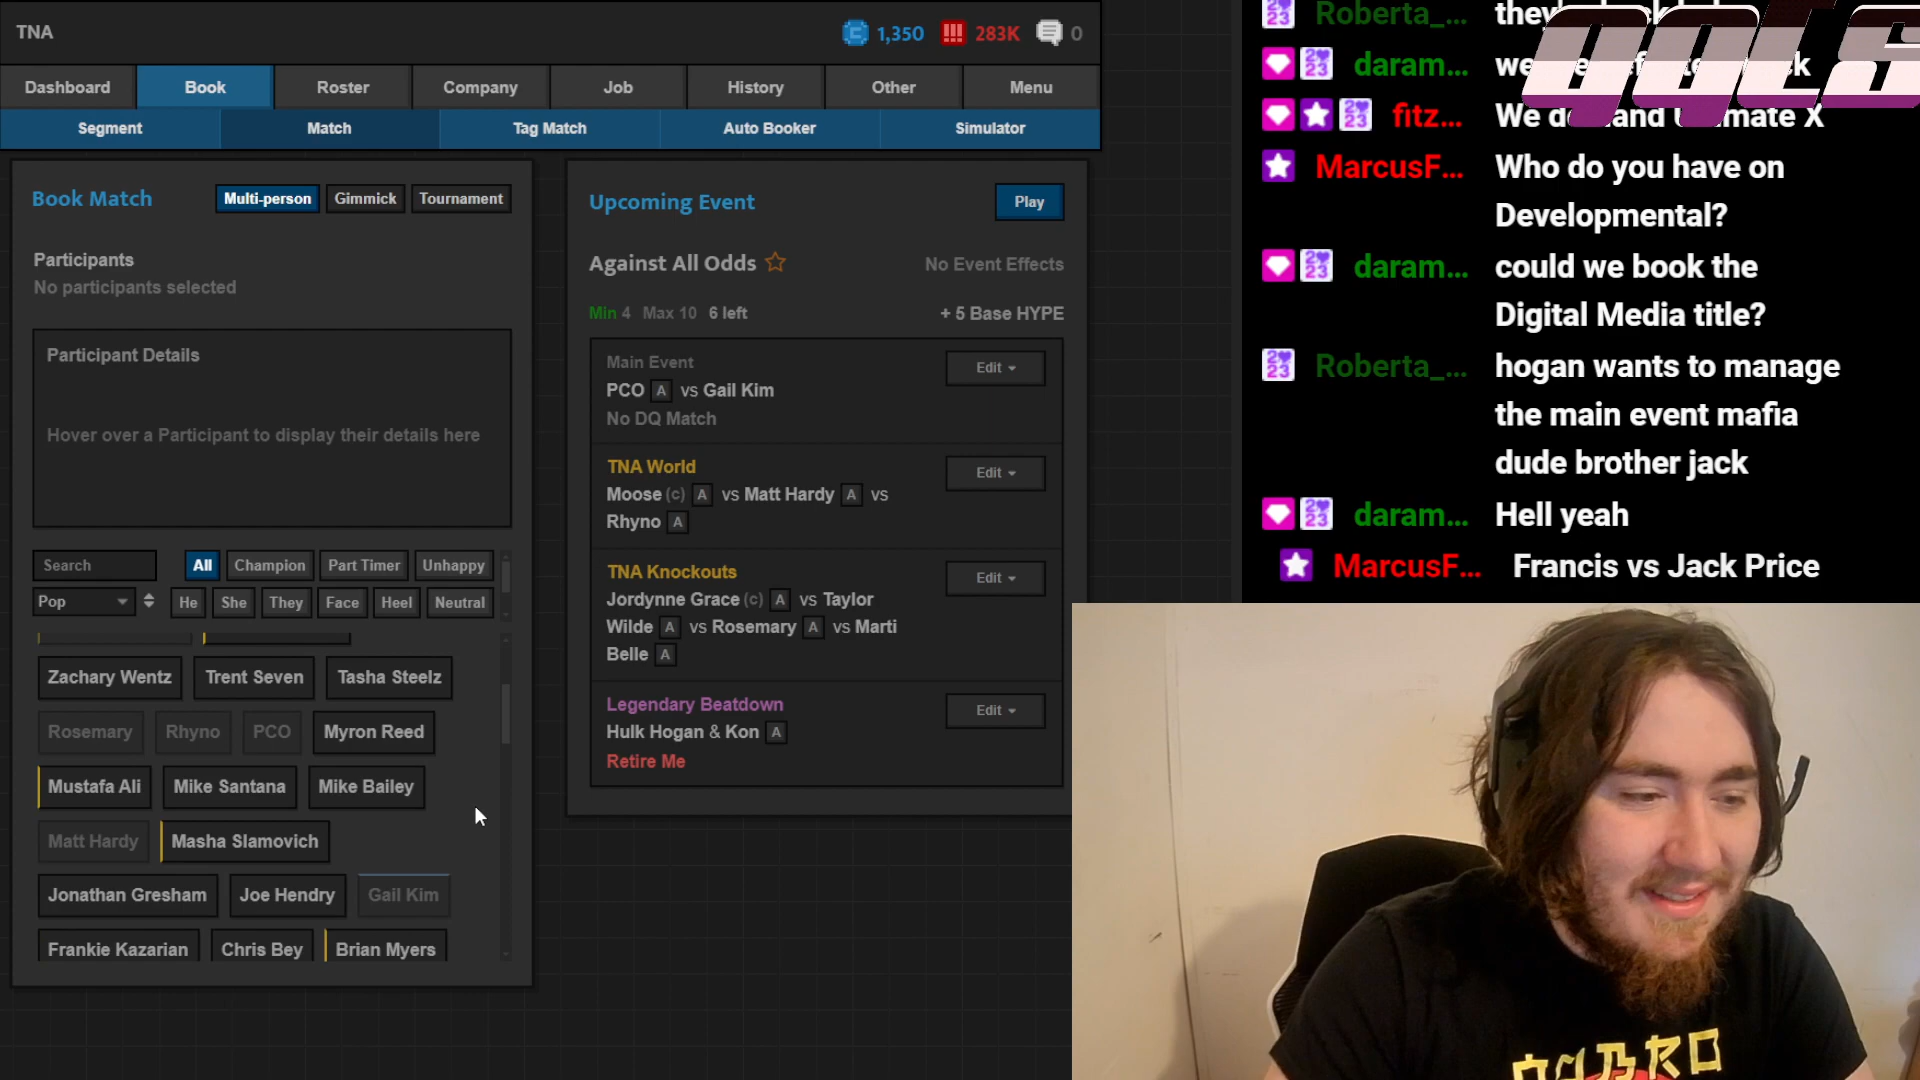 TNA
1,350
283K
0
Dashboard
Book
Roster
Company
Job
History
Other
Menu
Segment
Match
Tag Match
Auto Booker
Simulator
Book Match
Multi-person
Gimmick
Tournament
Participants
No participants selected
Participant Details
Hover over a Participant to display their details here
Search
All
Champion
Part Timer
Unhappy
Pop
He
She
They
Face
Heel
Neutral
Zachary Wentz
Trent Seven
Tasha Steelz
Rosemary
Rhyno
PCO
Myron Reed
Mustafa Ali
Mike Santana
Mike Bailey
Matt Hardy
Masha Slamovich
Jonathan Gresham
Joe Hendry
Gail Kim
Frankie Kazarian
Chris Bey
Brian Myers
Upcoming Event
Play
Against All Odds
No Event Effects
Min 4 Max 10 6 left
+ 5 Base HYPE
Main Event
Edit
PCO A vs Gail Kim
No DQ Match
TNA World
Edit
Moose (c) A vs Matt Hardy A vs
Rhyno A
TNA Knockouts
Edit
Jordynne Grace (c) A vs Taylor
Wilde A vs Rosemary A vs Marti
Belle A
Legendary Beatdown
Edit
Hulk Hogan & Kon A
Retire Me
Roberta_...
daram...
fitz...
MarcusF... Who do you have on
Developmental?
daram... could we book the
Digital Media title?
Roberta_... hogan wants to manage
the main event mafia
dude brother jack
daram... Hell yeah
MarcusF... Francis vs Jack Price